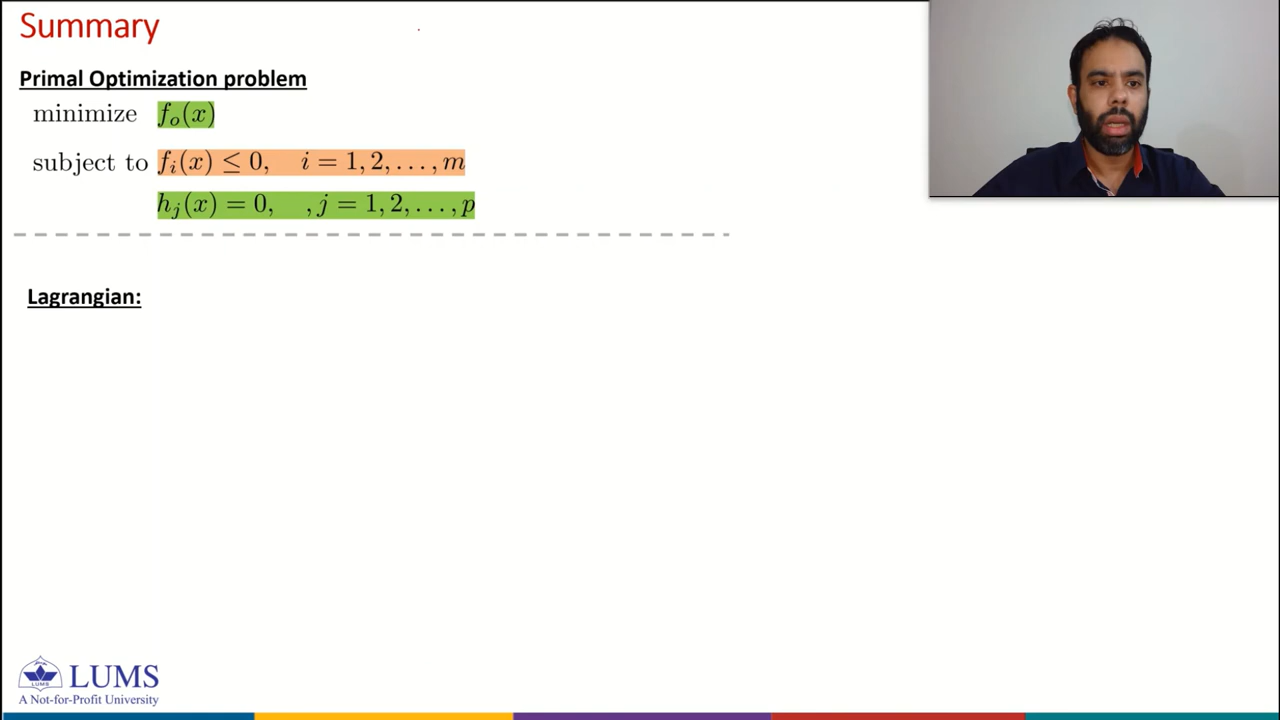 Summary
Primal Optimization problem
minimize f_o(x)
subject to f_i(x) ≤ 0, i = 1, 2, . . . , m
h_j(x) = 0, , j = 1, 2, . . . , p
Lagrangian:
LUMS
LUMS
A Not-for-Profit University